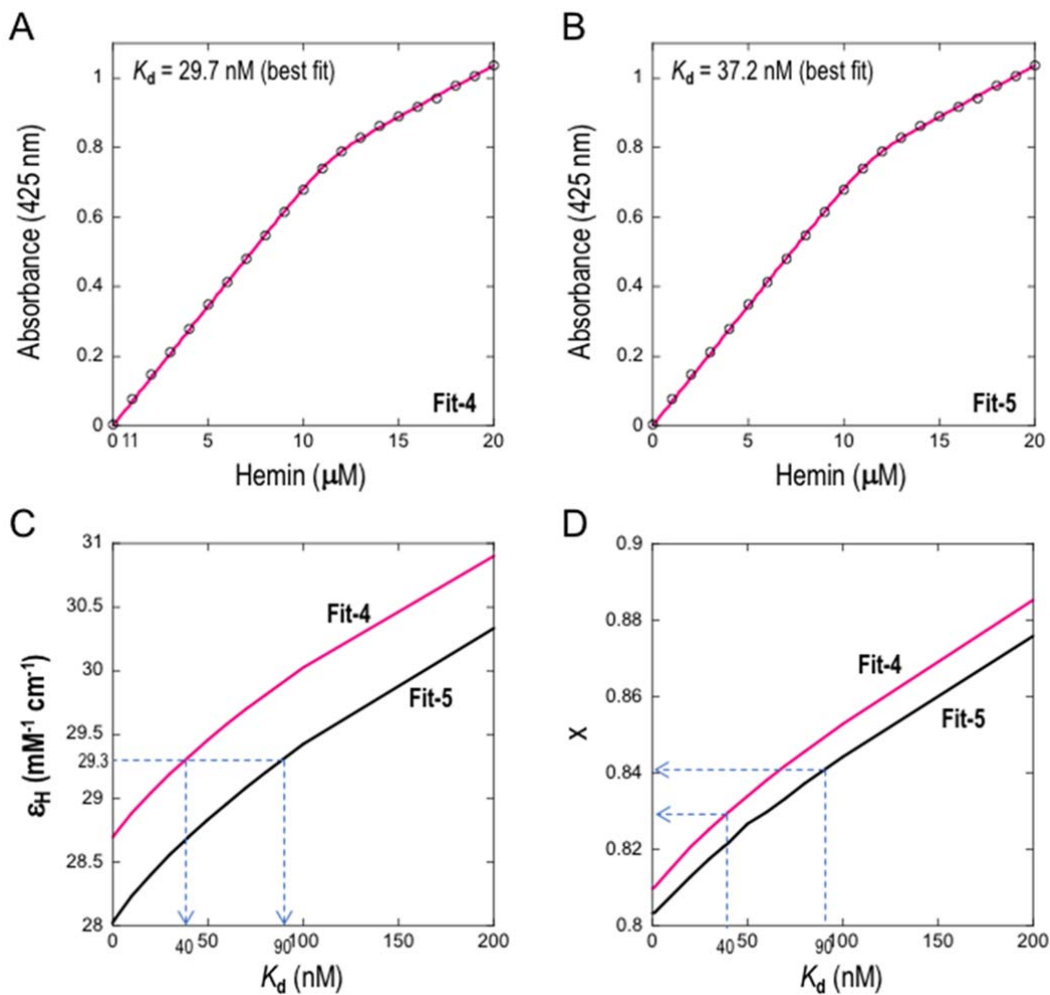 A
K_d = 29.7 nM (best fit)
1
0.8
0.6
0.4
0.2
0
Absorbance (425 nm)
Fit-4
0 11 5 10 15 20
Hemin (μM)
B
K_d = 37.2 nM (best fit)
1
0.8
0.6
0.4
0.2
0
Absorbance (425 nm)
Fit-5
0 5 10 15 20
Hemin (μM)
C
31
30.5
30
29.5
29.3
29
28.5
28
ε_H (mM⁻¹ cm⁻¹)
Fit-4
Fit-5
0 40 50 90 100 150 200
K_d (nM)
D
0.9
0.88
0.86
0.84
0.82
0.8
x
Fit-4
Fit-5
0 40 50 90 100 150 200
K_d (nM)